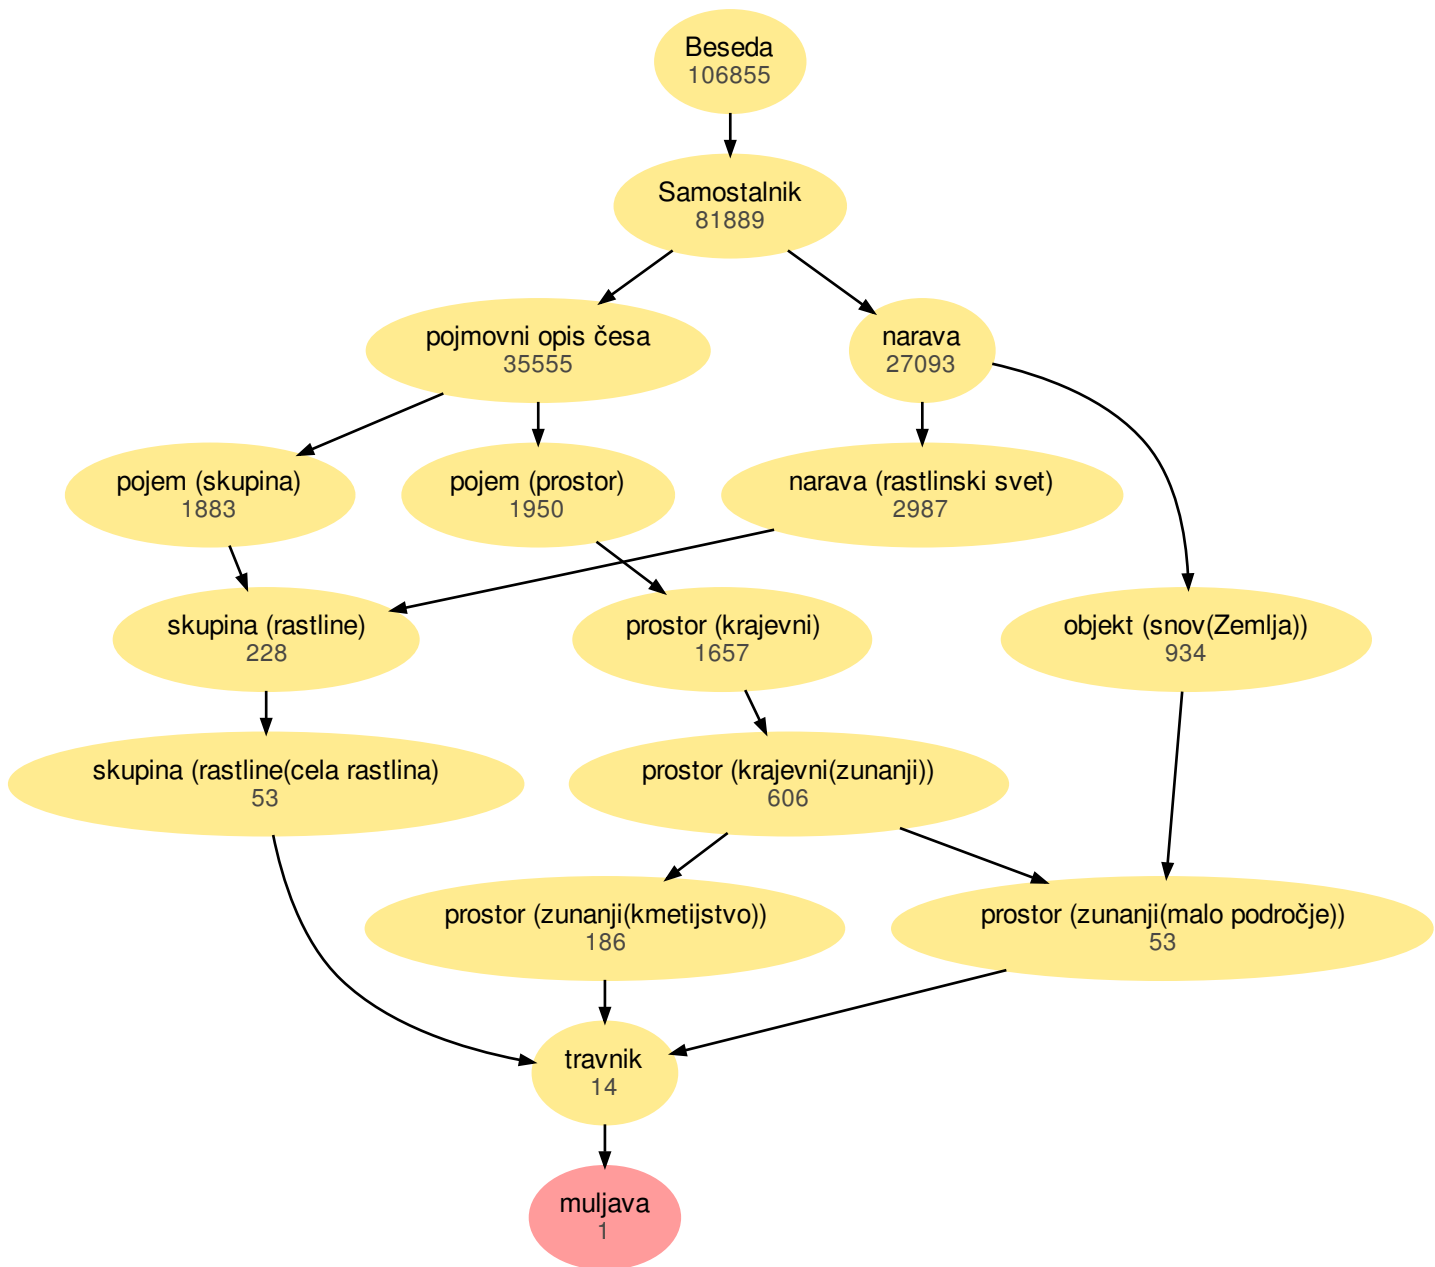 Beseda
106855
Samostalnik
81889
pojmovni opis česa
35555
narava
27093
pojem (skupina)
1883
pojem (prostor)
1950
narava (rastlinski svet)
2987
skupina (rastline)
228
prostor (krajevni)
1657
objekt (snov(Zemlja))
934
skupina (rastline(cela rastlina)
53
prostor (krajevni(zunanji))
606
prostor (zunanji(kmetijstvo))
186
prostor (zunanji(malo področje))
53
travnik
14
muljava
1